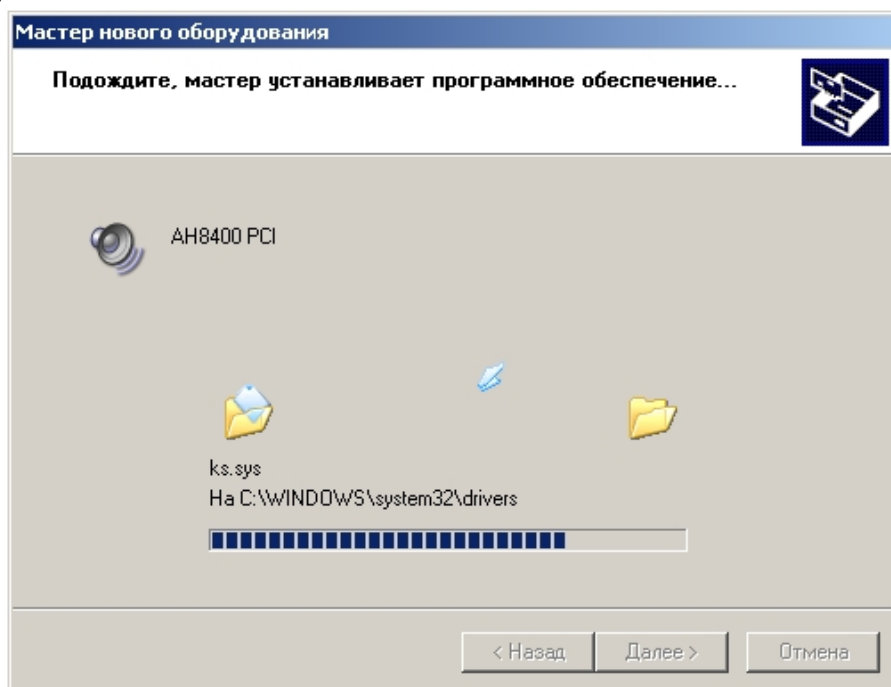 Мастер нового оборудования
Подождите, мастер устанавливает программное обеспечение...
AH8400 PCI
ks.sys
На C:\WINDOWS\system32\drivers
< Назад
Далее >
Отмена